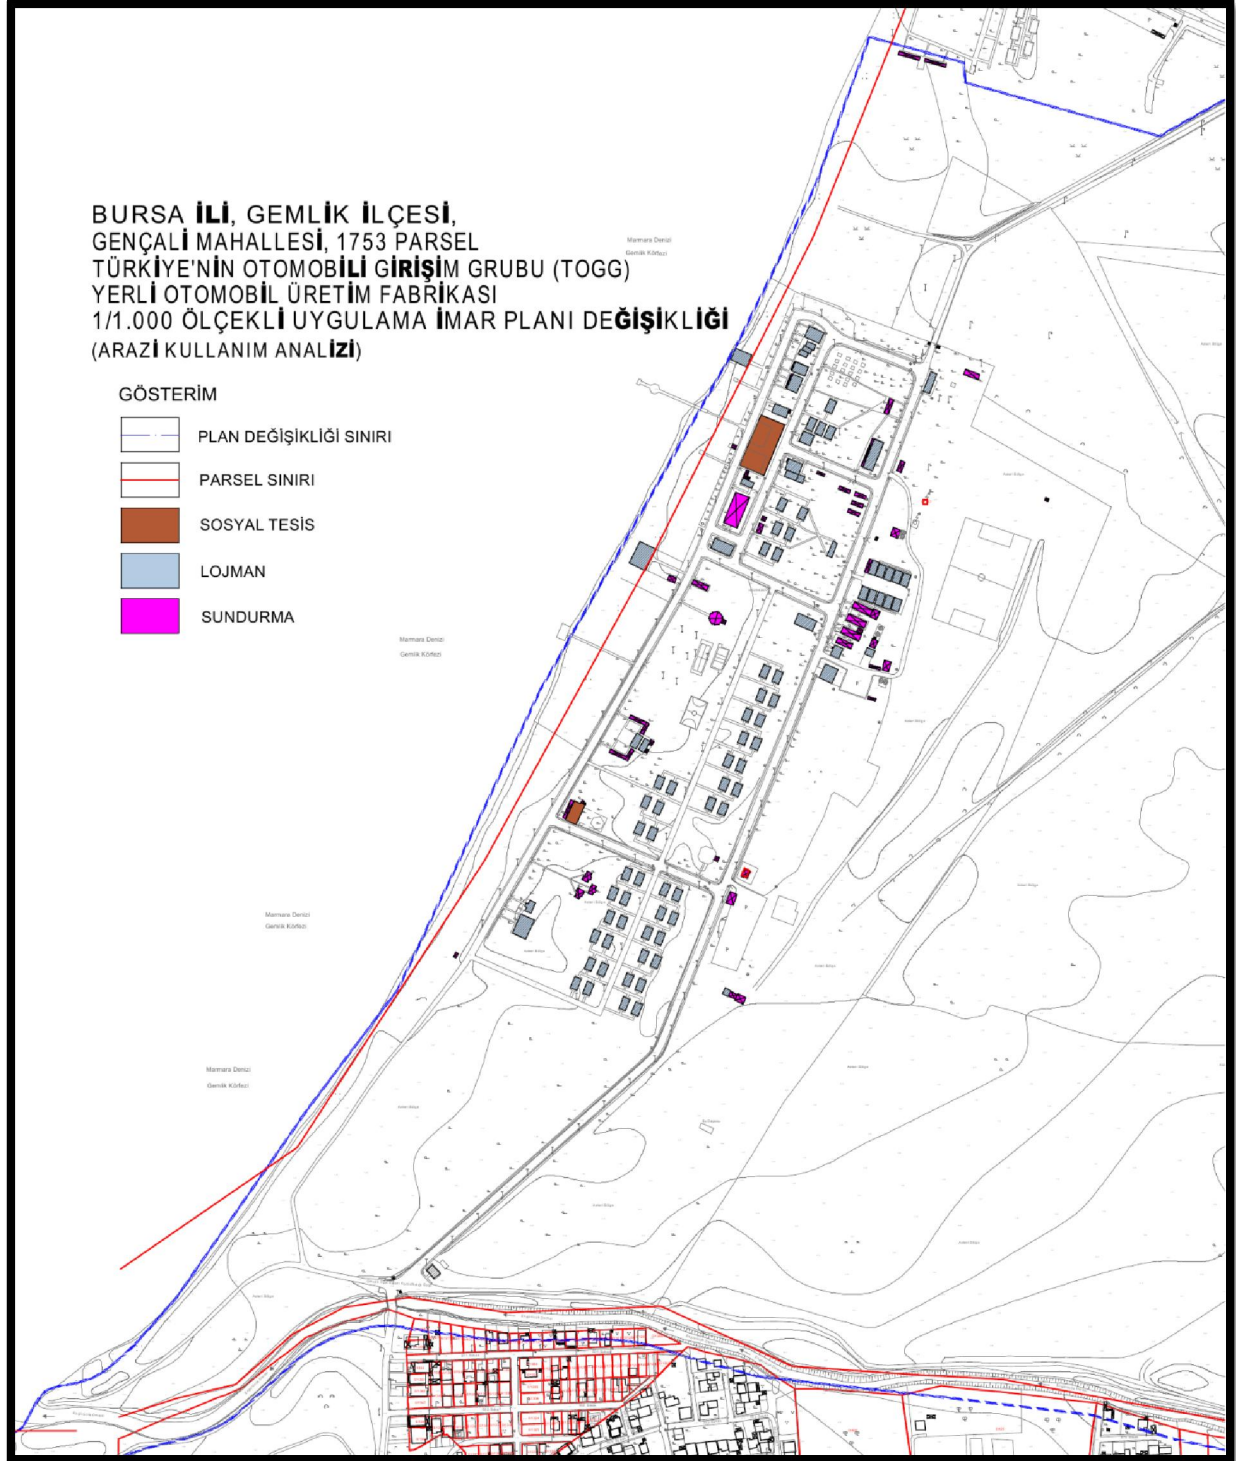 BURSA İLİ, GEMLİK İLÇESİ,
GENÇALİ MAHALLESİ, 1753 PARSEL
TÜRKİYE'NİN OTOMOBİLİ GİRİŞİM GRUBU (TOGG)
YERLİ OTOMOBİL ÜRETİM FABRİKASI
1/1.000 ÖLÇEKLİ UYGULAMA İMAR PLANI DEĞİŞİKLİĞİ
(ARAZİ KULLANIM ANALİZİ)
GÖSTERİM
PLAN DEĞİŞİKLİĞİ SINIRI
PARSEL SINIRI
SOSYAL TESİS
LOJMAN
SUNDURMA
Marmara Denizi
Gemlik Körfezi
Marmara Denizi
Gemlik Körfezi
Marmara Denizi
Gemlik Körfezi
Marmara Denizi
Gemlik Körfezi